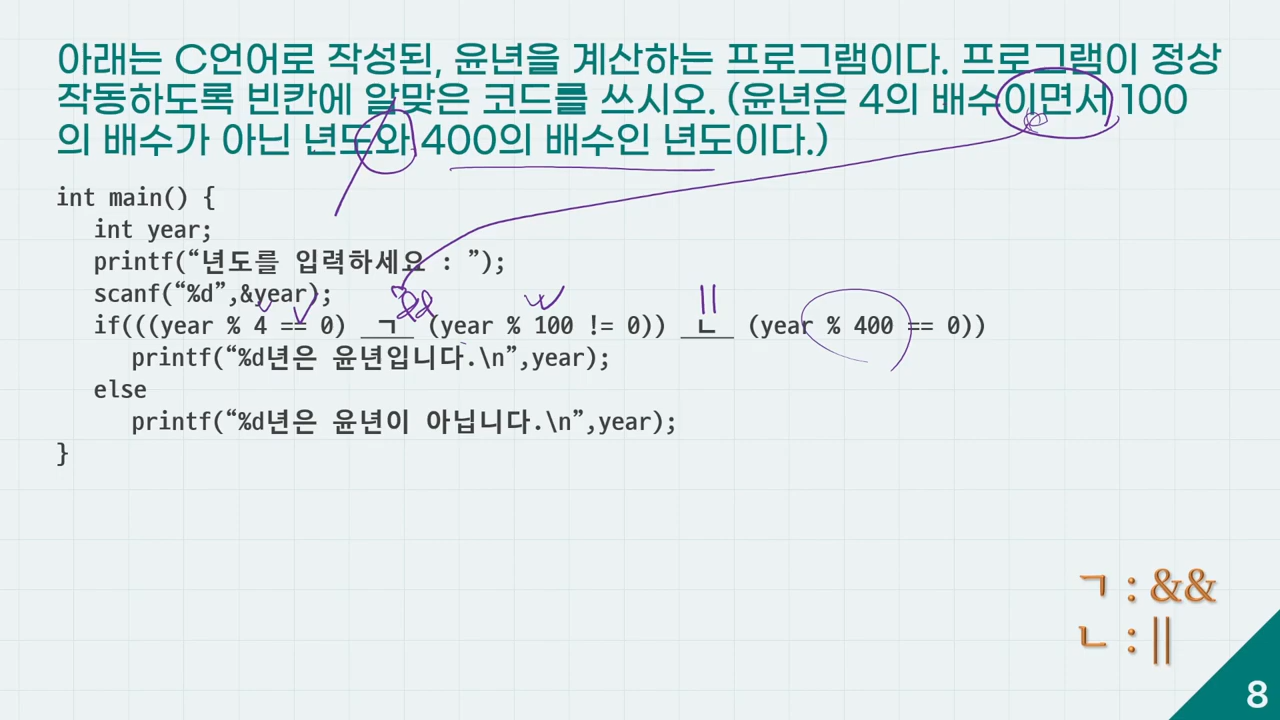 아래는 C언어로 작성된, 윤년을 계산하는 프로그램이다. 프로그램이 정상
작동하도록 빈칸에 알맞은 코드를 쓰시오. (윤년은 4의 배수이면서 100
의 배수가 아닌 년도와 400의 배수인 년도이다.)
int main() {
int year;
printf(“년도를 입력하세요 : ”);
scanf(“%d”,&year);
&& ||
if(((year % 4 == 0) ㄱ (year % 100 != 0)) ㄴ (year % 400 == 0))
printf(“%d년은 윤년입니다.\n”,year);
else
printf(“%d년은 윤년이 아닙니다.\n”,year);
}
ㄱ : &&
ㄴ : ||
8